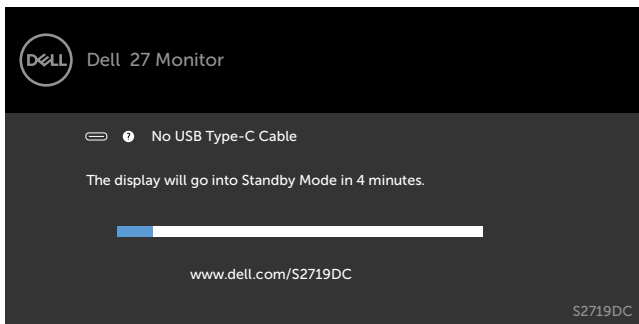 DELL
Dell 27 Monitor
? No USB Type-C Cable
The display will go into Standby Mode in 4 minutes.
www.dell.com/S2719DC
S2719DC